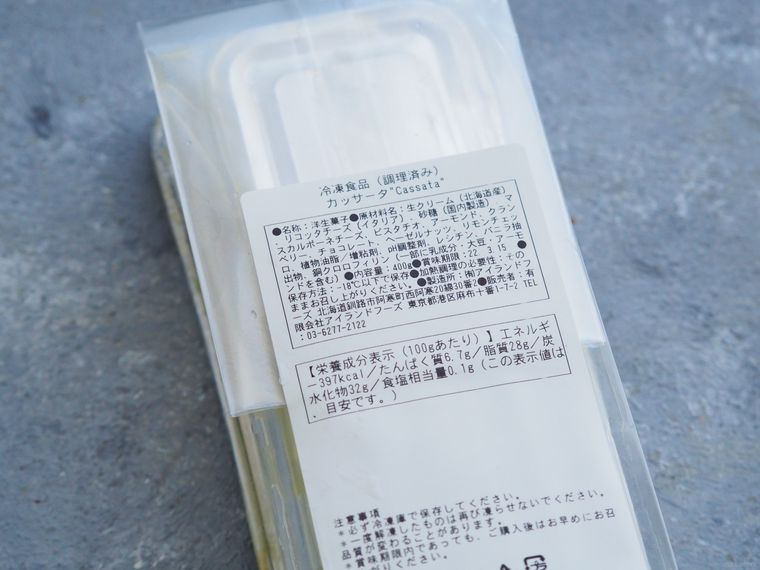 冷凍食品（調理済み）
カッサータ"Cassata"
●名称：洋生菓子●原材料名：生クリーム（北海道産）
、リコッタチーズ（イタリア）、砂糖（国内製造）、マ
スカルポーネチーズ、ピスタチオ、アーモンド、クラン
ベリー、チョコレート、ヘーゼルナッツ、リモンチェッ
ロ、植物油脂／増粘剤、pH調整剤、レシチン、バニラ抽
出物、銅クロロフィリン（一部に乳成分・大豆・アーモ
ンドを含む）●内容量：400g●賞味期限：22. 3.15 ●
保存方法：-18℃以下で保存●加熱調理の必要性：その
ままお召し上がりください。●製造所：㈱アイランドフ
ーズ 北海道釧路市阿寒町西阿寒20線30番2●販売者：有
限会社アイランドフーズ 東京都港区麻布十番1-7-2 TEL
：03-6277-2122
【栄養成分表示（100gあたり）】エネルギ
ー397kcal／たんぱく質6.7g／脂質28g／炭
水化物32g／食塩相当量0.1g（この表示値は
、目安です。）
注意事項
＊必ず冷凍庫で保存してください。
＊一度解凍したものは再び凍らせないでください。
品質が変わることがあります。
＊賞味期限内であっても、ご購入後はお早めにお召
がりください。